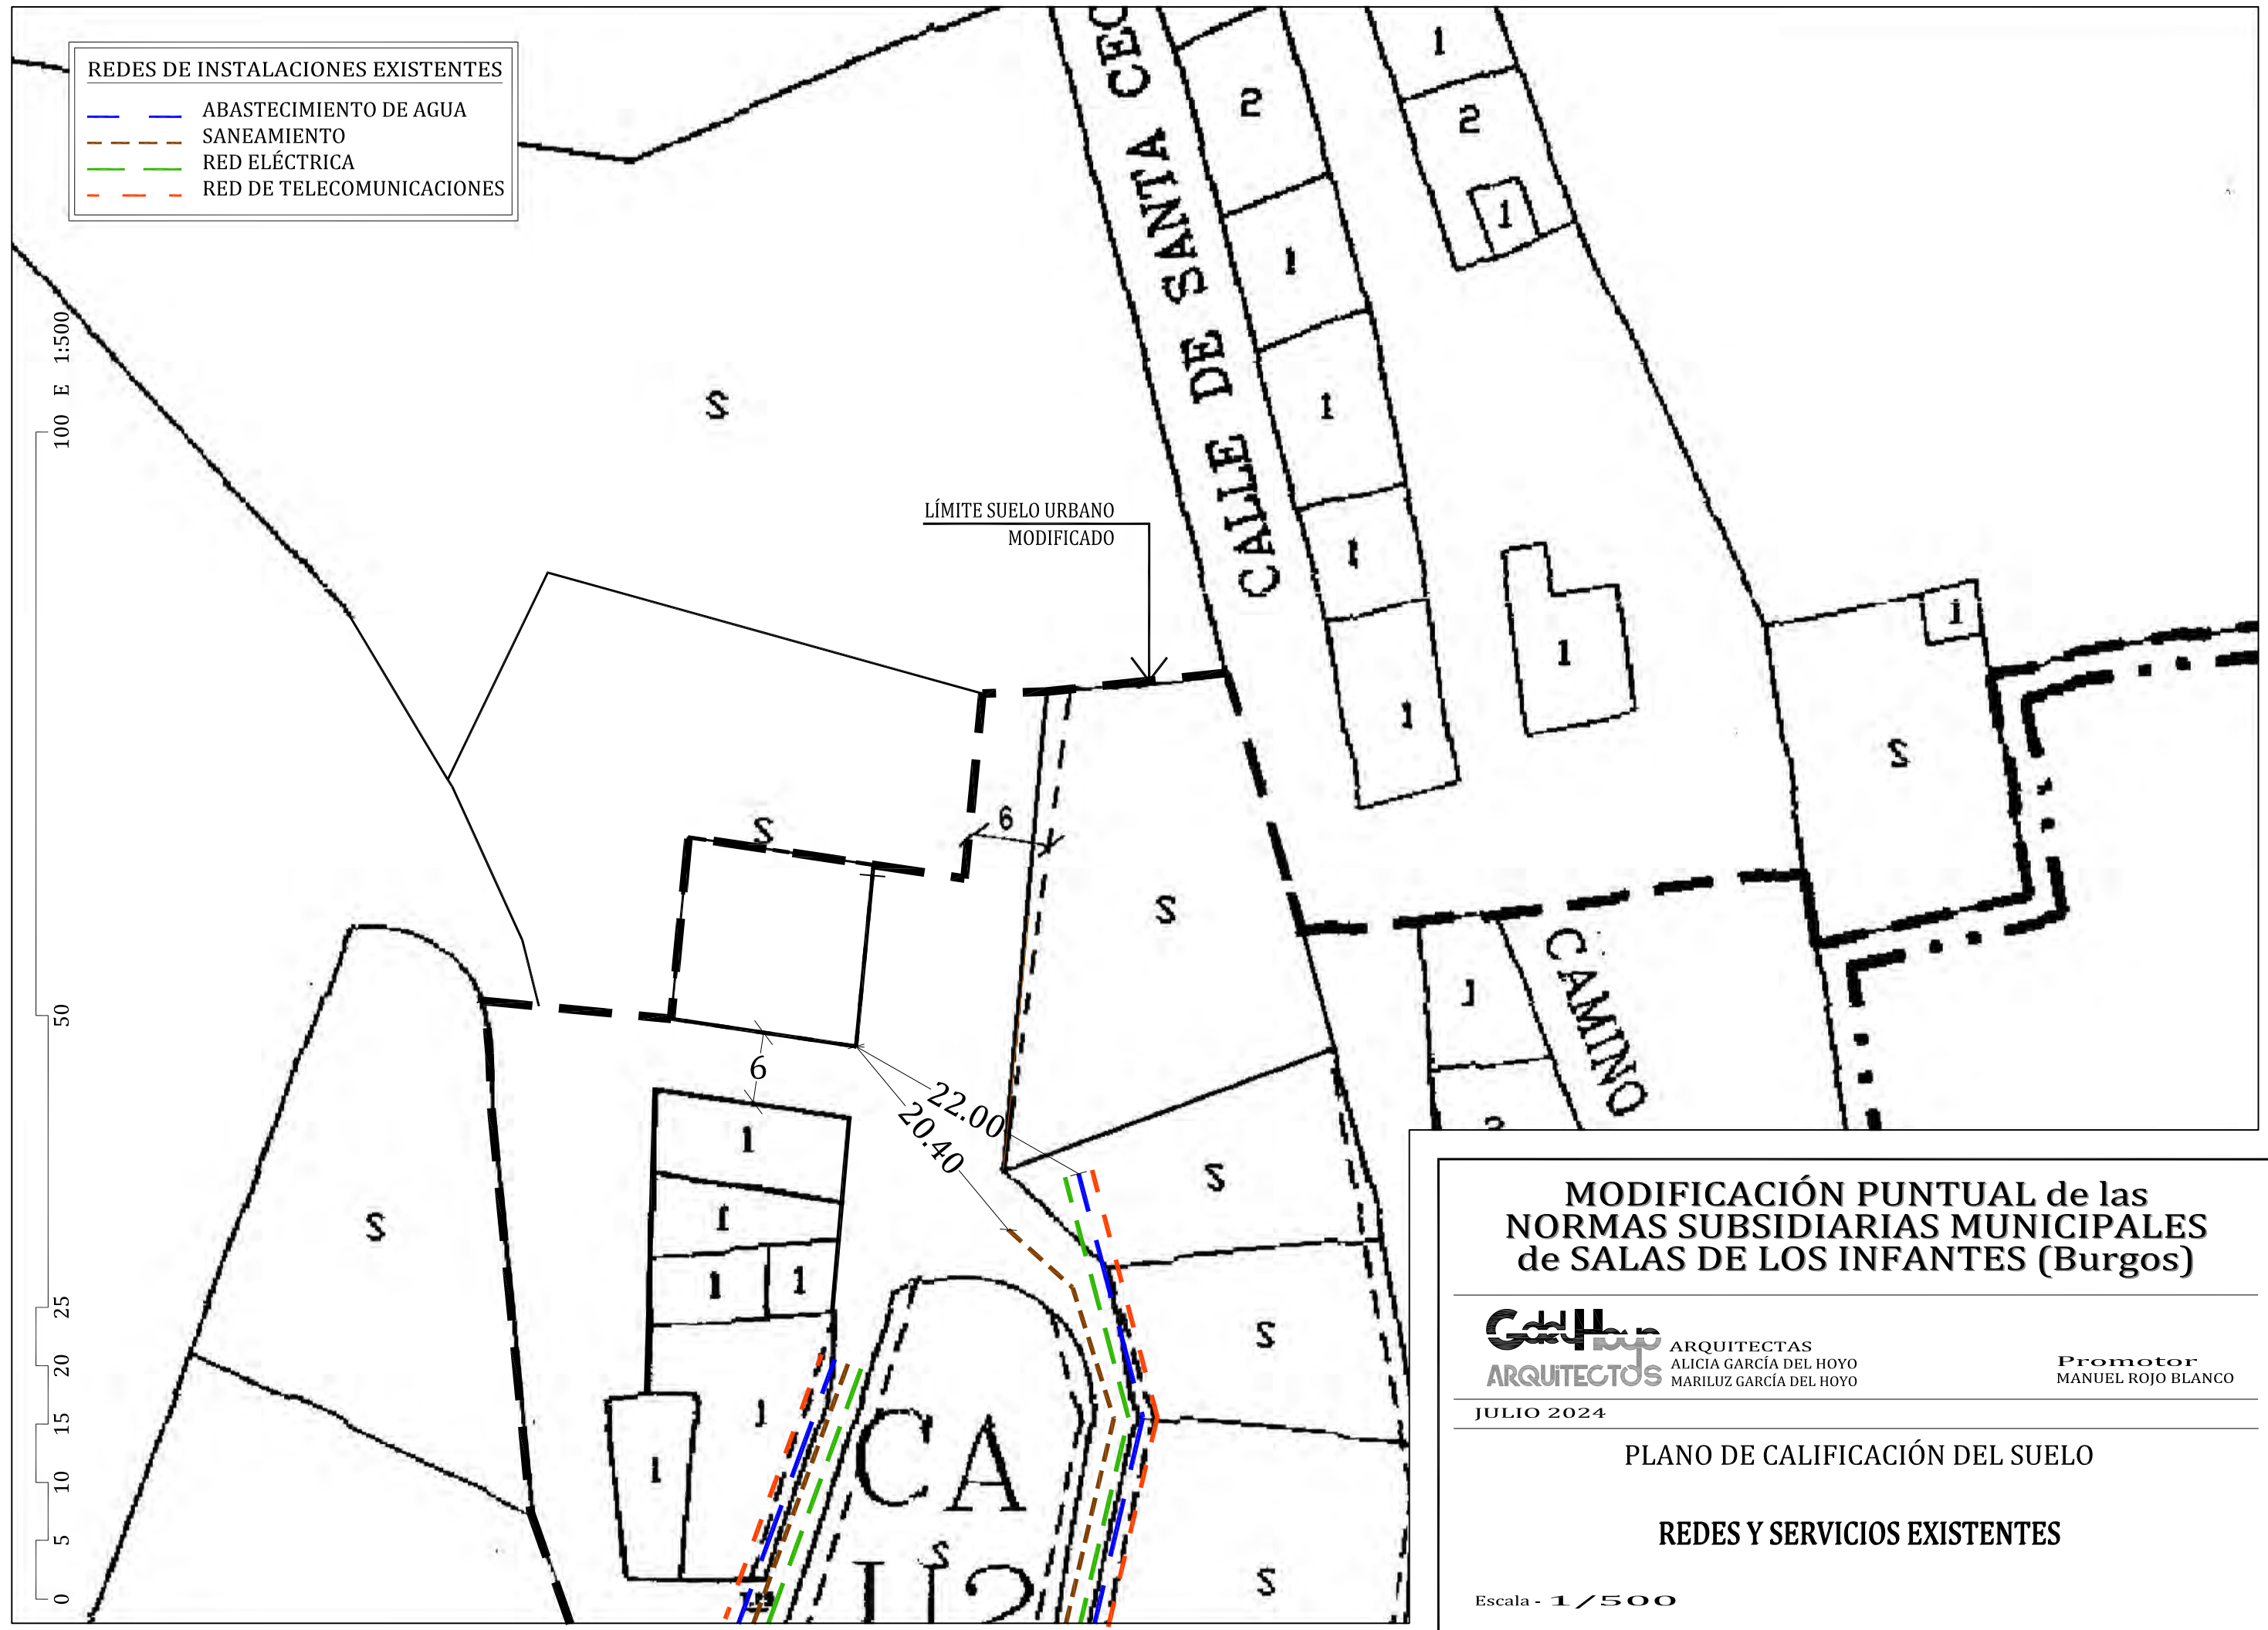 REDES DE INSTALACIONES EXISTENTES
ABASTECIMIENTO DE AGUA
SANEAMIENTO
RED ELÉCTRICA
RED DE TELECOMUNICACIONES
100 E 1:500
50
25
20
15
10
5
0
CALLE DE SANTA
1
2
2
1
1
1
1
1
1
1
S
LÍMITE SUELO URBANO
MODIFICADO
S
6
S
S
1
CAMINO
6
22.00
20.40
1
1
1
1
1
1
S
S
S
S
S
CA
U2
MODIFICACIÓN PUNTUAL de las
NORMAS SUBSIDIARIAS MUNICIPALES
de SALAS DE LOS INFANTES (Burgos)
GdelHoyo
ARQUITECTOS
ARQUITECTAS
ALICIA GARCÍA DEL HOYO
MARILUZ GARCÍA DEL HOYO
Promotor
MANUEL ROJO BLANCO
JULIO 2024
PLANO DE CALIFICACIÓN DEL SUELO
REDES Y SERVICIOS EXISTENTES
Escala - 1/500